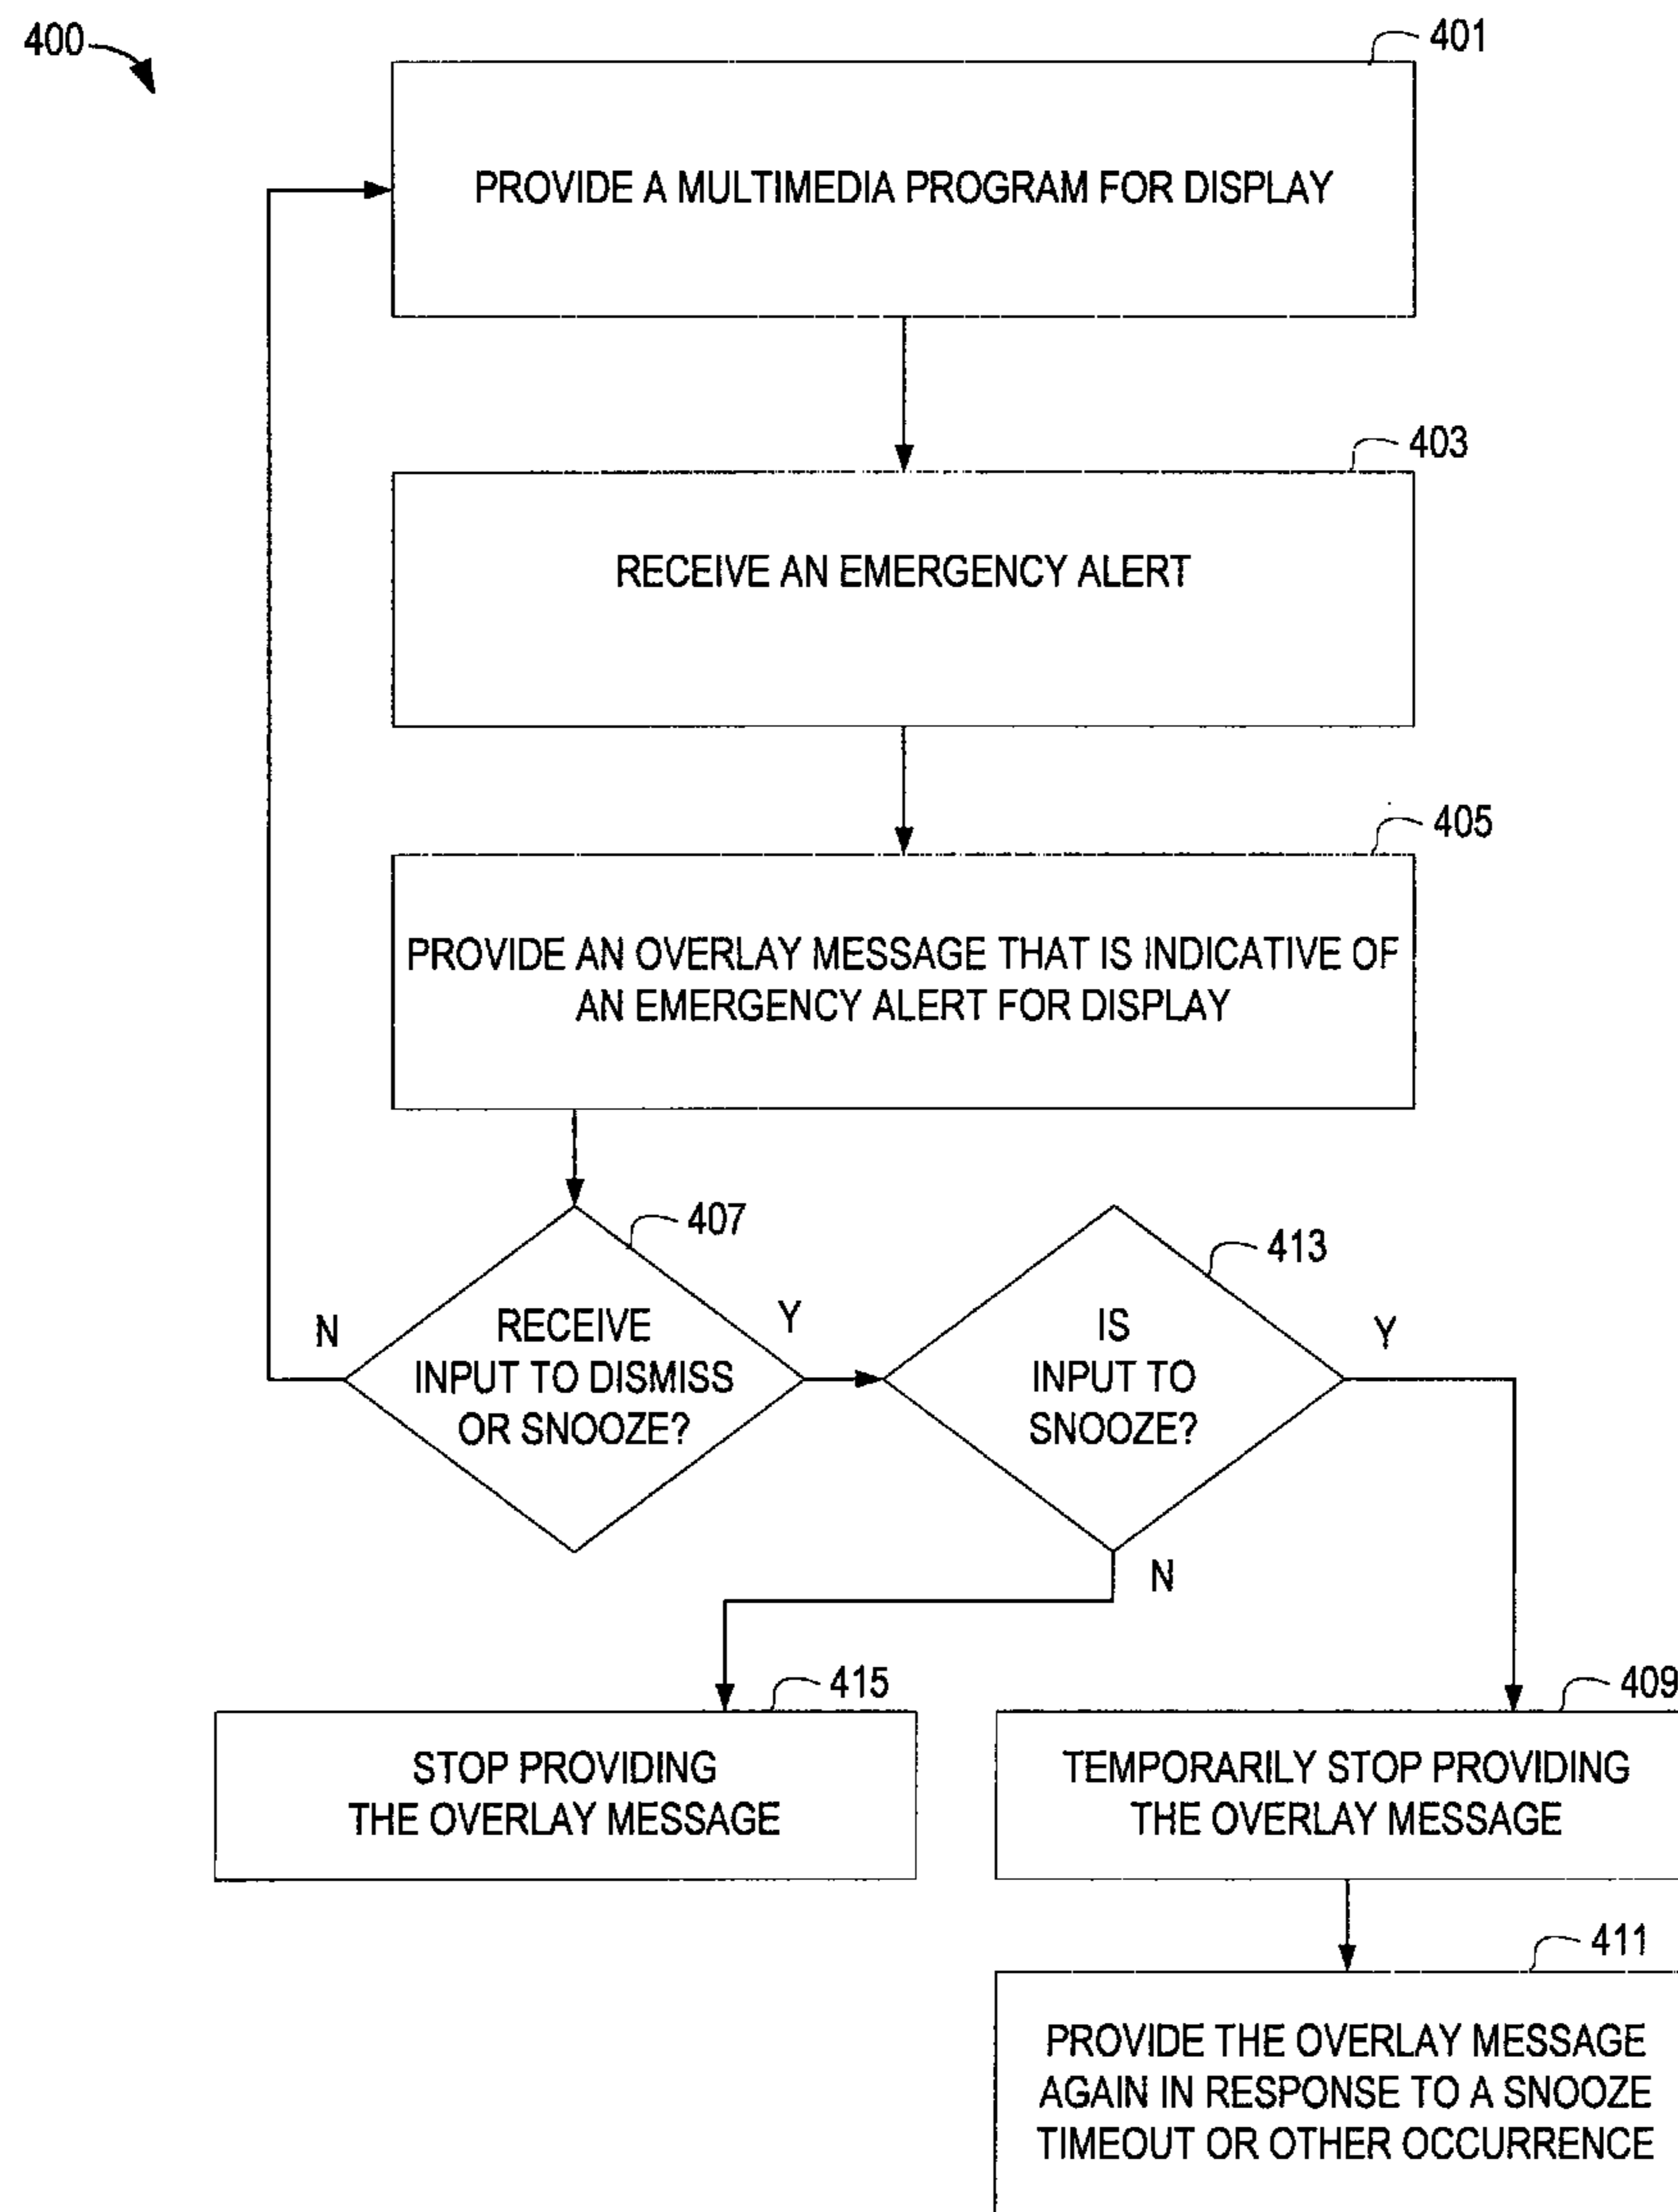 400
401
PROVIDE A MULTIMEDIA PROGRAM FOR DISPLAY
403
RECEIVE AN EMERGENCY ALERT
405
PROVIDE AN OVERLAY MESSAGE THAT IS INDICATIVE OF
AN EMERGENCY ALERT FOR DISPLAY
407
N
RECEIVE
INPUT TO DISMISS
OR SNOOZE?
Y
413
IS
INPUT TO
SNOOZE?
Y
N
415
STOP PROVIDING
THE OVERLAY MESSAGE
409
TEMPORARILY STOP PROVIDING
THE OVERLAY MESSAGE
411
PROVIDE THE OVERLAY MESSAGE
AGAIN IN RESPONSE TO A SNOOZE
TIMEOUT OR OTHER OCCURRENCE